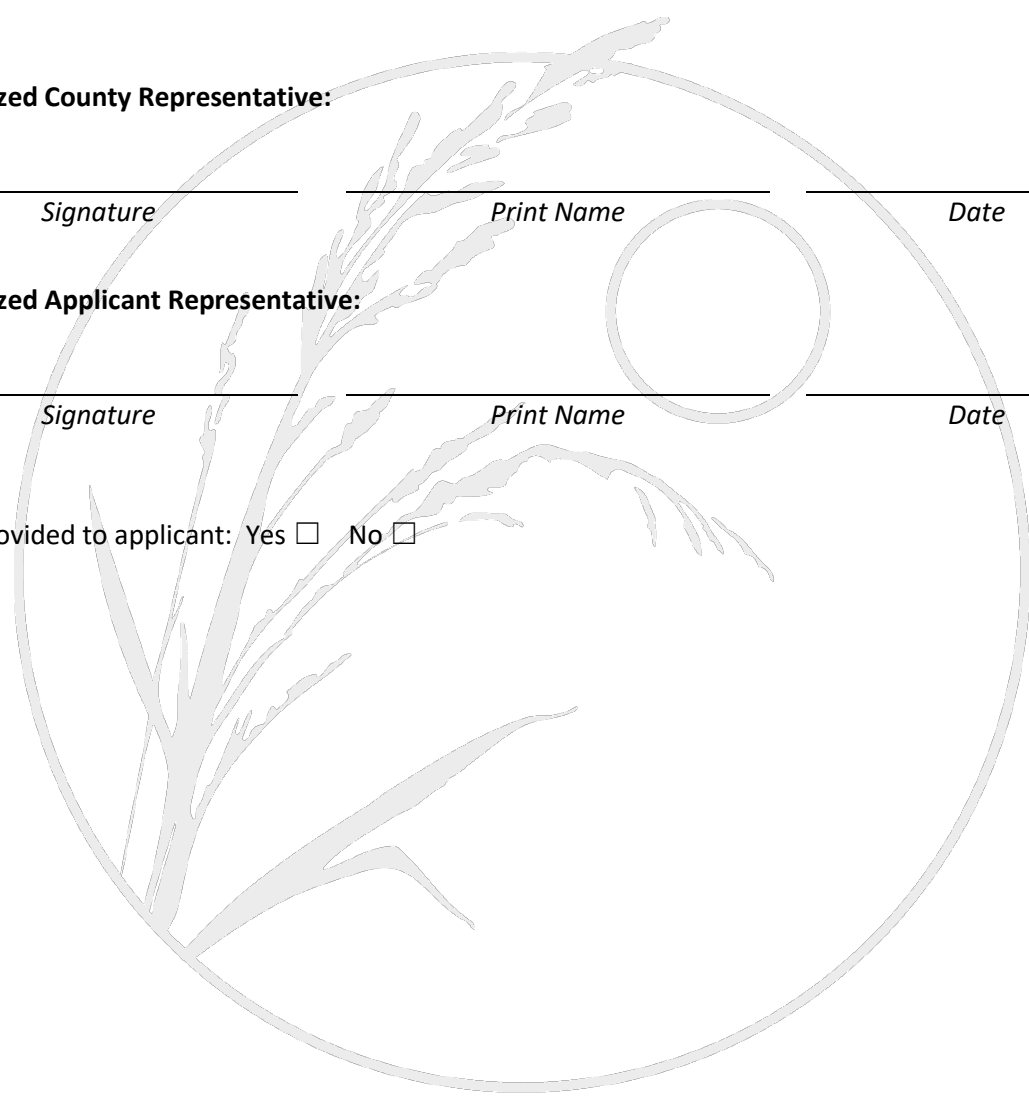 zed County Representative:
Signature Print Name Date
zed Applicant Representative:
Signature Print Name Date
ovided to applicant: Yes ☐ No ☐